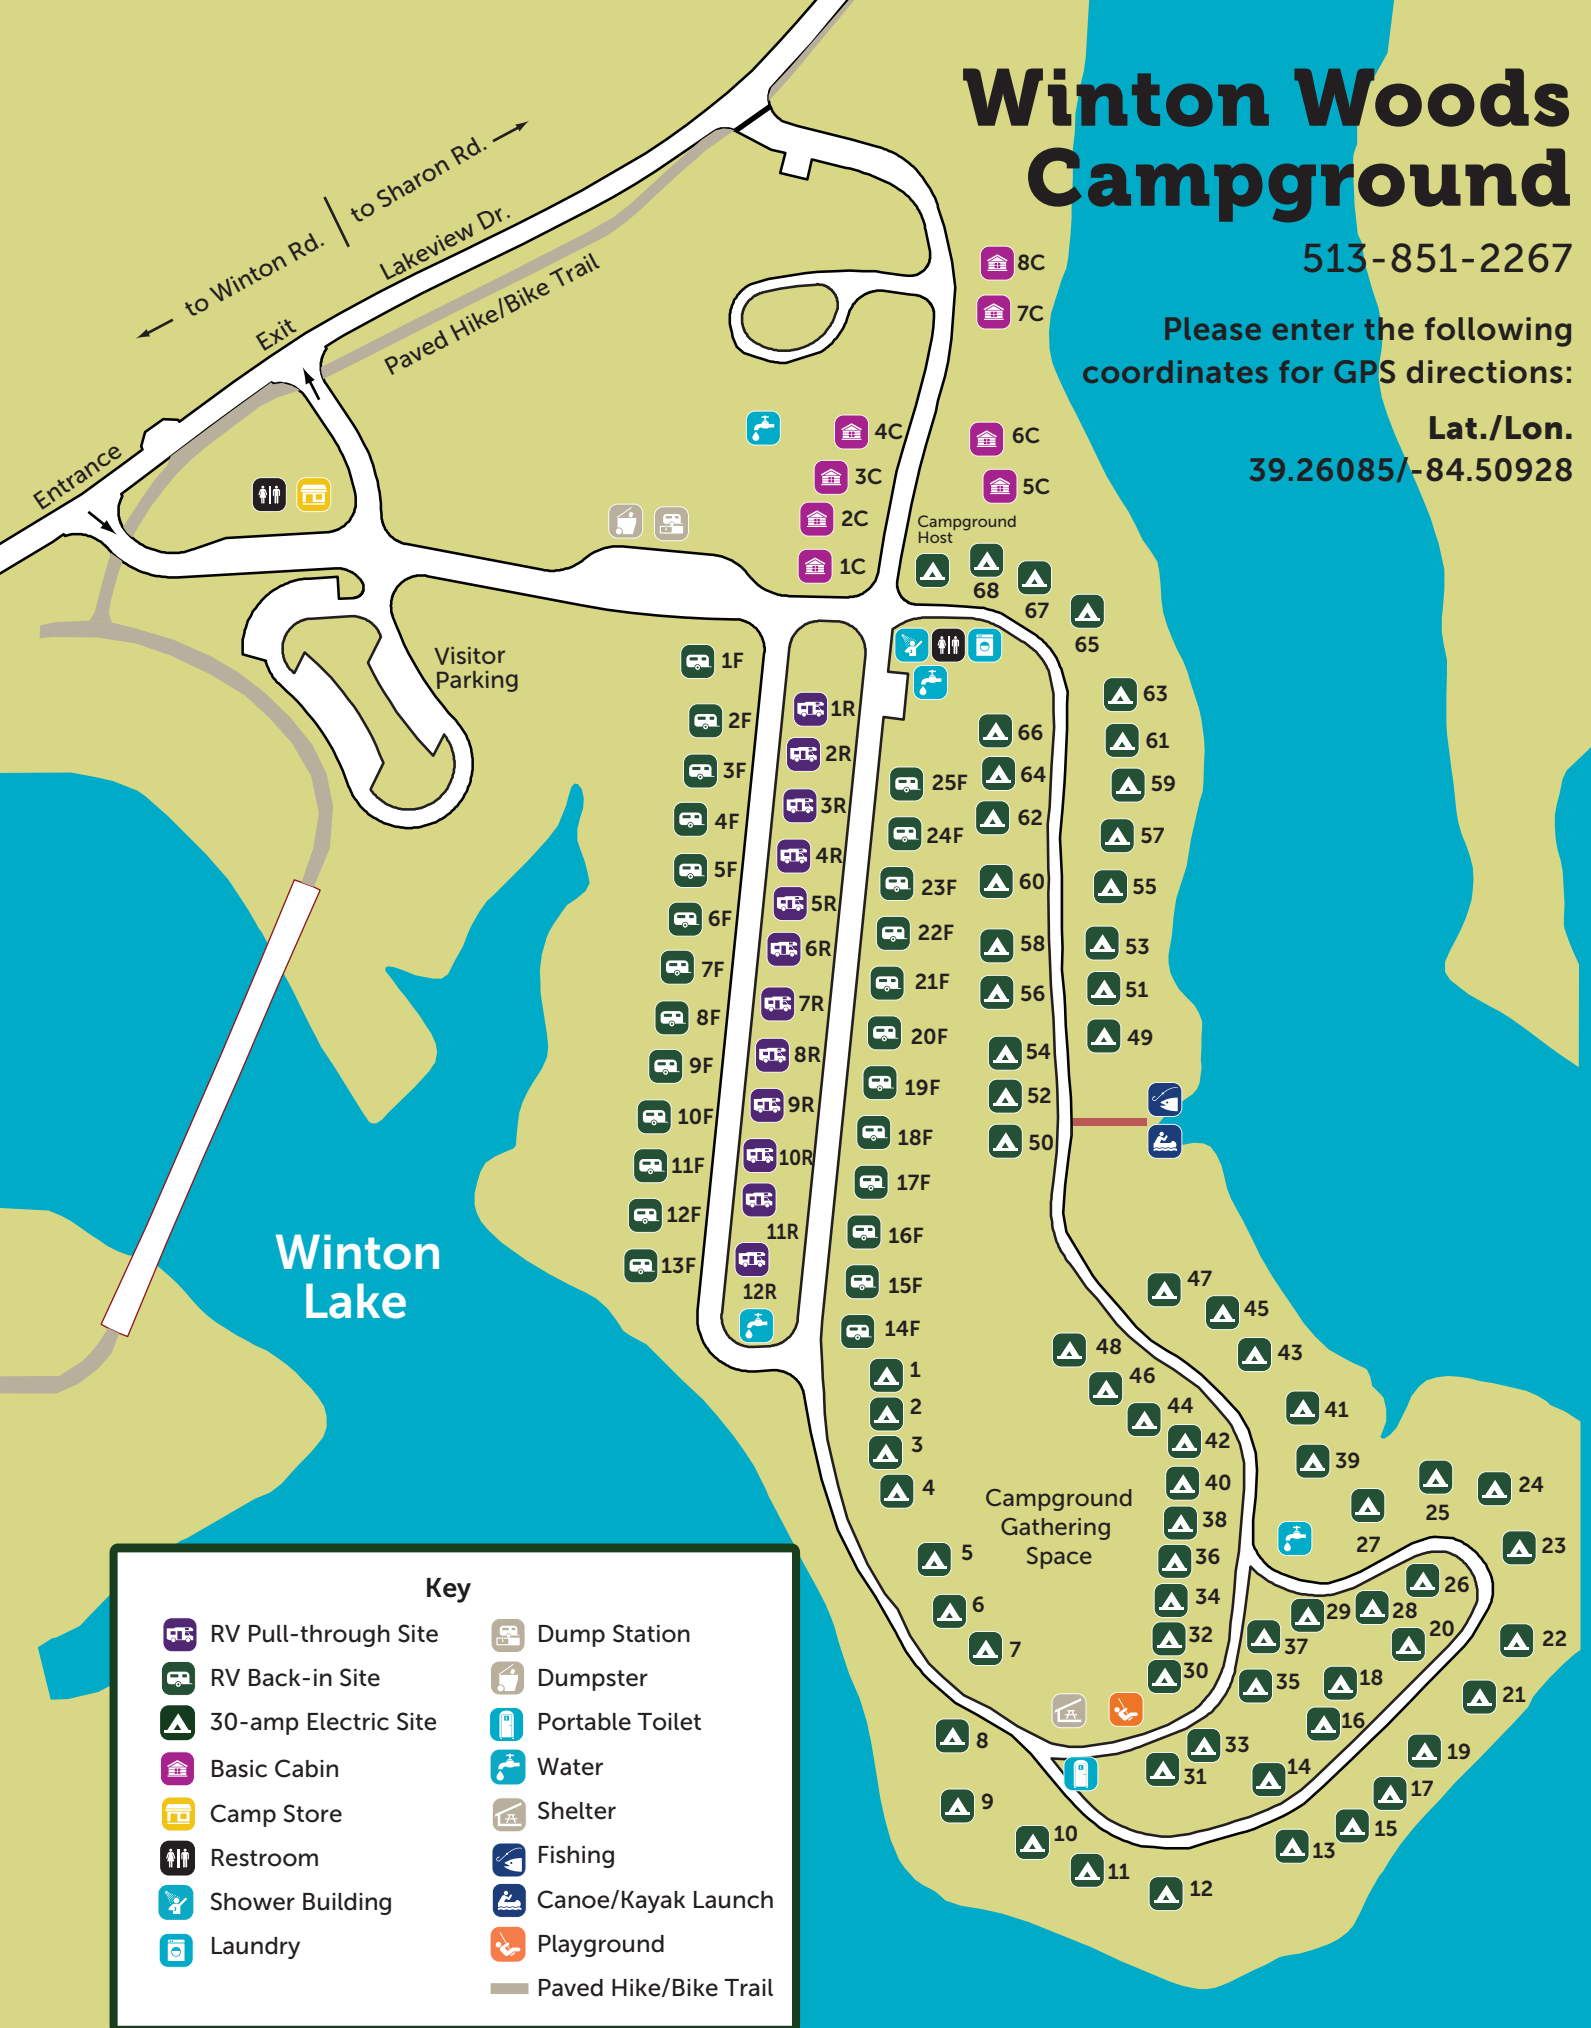 Winton Woods
Campground
513-851-2267
Please enter the following
coordinates for GPS directions:
Lat./Lon.
39.26085/-84.50928
to Winton Rd.
to Sharon Rd.
Lakeview Dr.
Paved Hike/Bike Trail
Exit
Entrance
8C
7C
4C
6C
3C
5C
2C
1C
Campground
Host
68
67
65
Visitor
Parking
1F
2F
3F
4F
5F
6F
7F
8F
9F
10F
11F
12F
13F
1R
2R
3R
4R
5R
6R
7R
8R
9R
10R
11R
12R
25F
24F
23F
22F
21F
20F
19F
18F
17F
16F
15F
14F
66
64
62
60
58
56
54
52
50
63
61
59
57
55
53
51
49
47
45
43
41
39
48
46
44
42
40
38
36
34
32
30
1
2
3
4
5
6
7
8
9
10
11
12
13
15
17
19
21
22
23
24
25
27
26
28
29
20
37
35
18
16
14
33
31
Campground
Gathering
Space
Winton
Lake
Key
RV Pull-through Site
RV Back-in Site
30-amp Electric Site
Basic Cabin
Camp Store
Restroom
Shower Building
Laundry
Dump Station
Dumpster
Portable Toilet
Water
Shelter
Fishing
Canoe/Kayak Launch
Playground
Paved Hike/Bike Trail